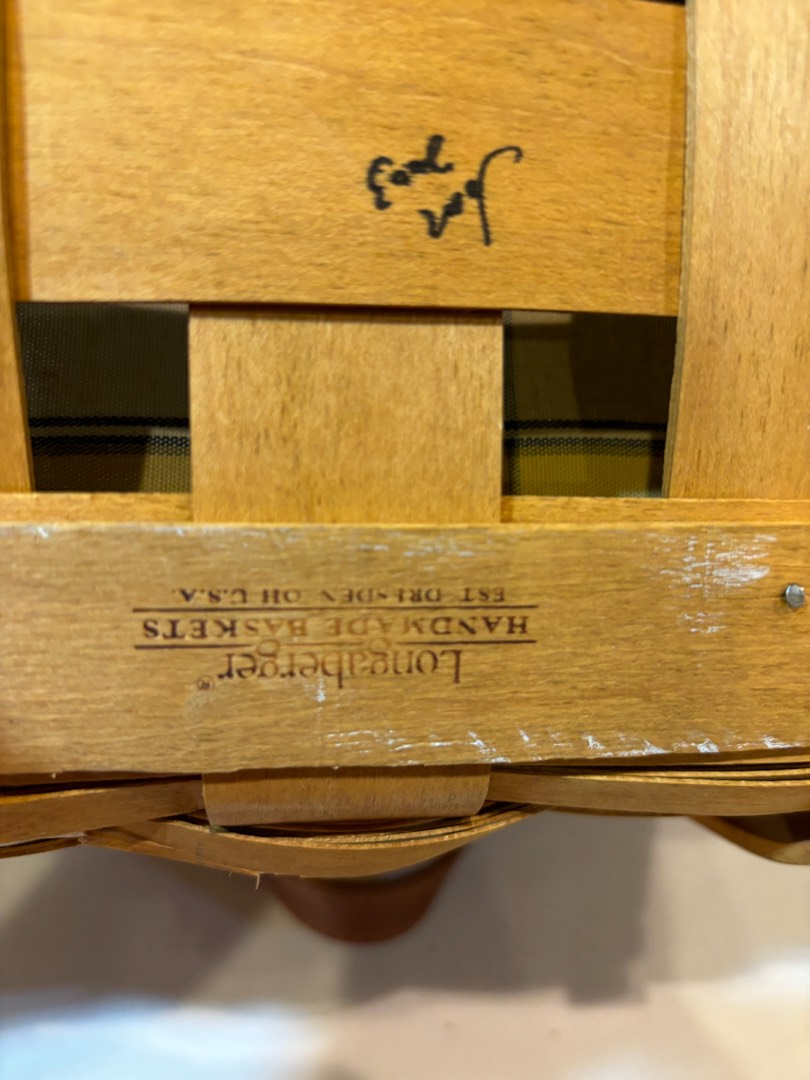 Longaberger®
HANDMADE BASKETS
EST DRESDEN OH U.S.A.